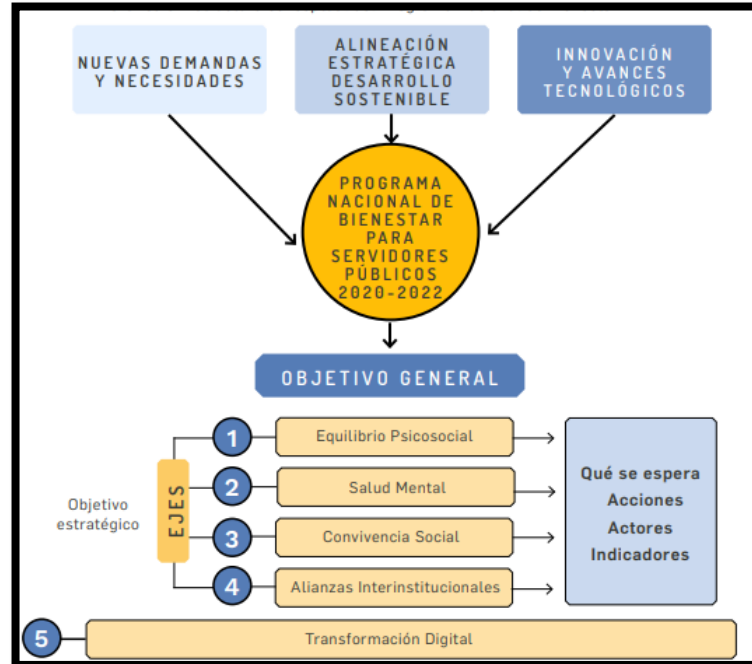 NUEVAS DEMANDAS
Y NECESIDADES
ALINEACIÓN
ESTRATÉGICA
DESARROLLO
SOSTENIBLE
INNOVACIÓN
Y AVANCES
TECNOLÓGICOS
PROGRAMA
NACIONAL DE
BIENESTAR
PARA
SERVIDORES
PÚBLICOS
2020-2022
OBJETIVO GENERAL
Objetivo
estratégico
EJES
1 Equilibrio Psicosocial
2 Salud Mental
3 Convivencia Social
4 Alianzas Interinstitucionales
Qué se espera
Acciones
Actores
Indicadores
5 Transformación Digital